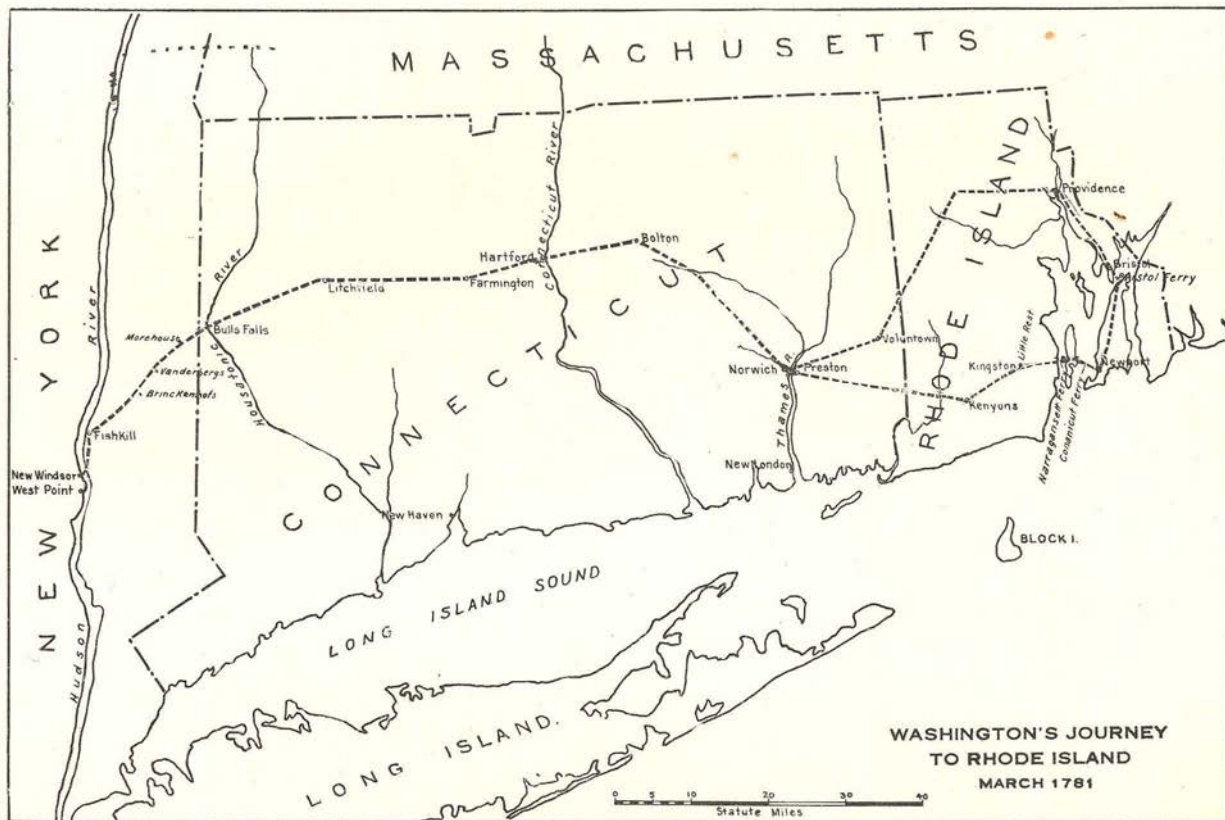 MASSACHUSETTS
NEW YORK
CONNECTICUT
RHODE ISLAND
River
Hudson
River
Housatonic
Connecticut River
Thames R.
Providence
Bristol
Bristol Ferry
Newport
Little Rest
Kingston
Kenyons
Narragansett Ferry
Conanicut Ferry
Voluntown
Preston
Norwich
New London
Bolton
Hartford
Farmington
Litchfield
Bulls Falls
Morehouse
Vanderbergs
Brinckerhofs
FishKill
New Windsor
West Point
New Haven
LONG ISLAND SOUND
LONG ISLAND.
BLOCK I.
WASHINGTON'S JOURNEY
TO RHODE ISLAND
MARCH 1781
0 5 10 20 30 40
Statute Miles